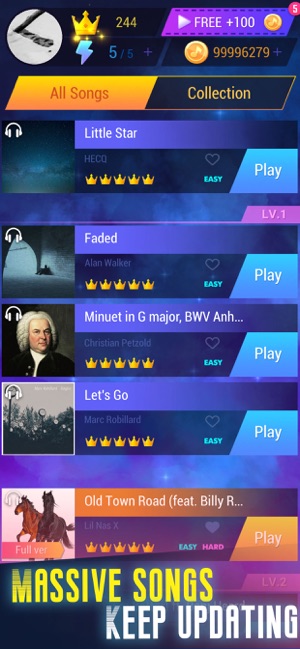 244
FREE +100
5
5 / 5 +
99996279 +
All Songs
Collection
Little Star
HECQ
EASY
Play
LV.1
Faded
Alan Walker
EASY
Play
Minuet in G major, BWV Anh...
Christian Petzold
EASY
Play
Let's Go
Marc Robillard
EASY
Play
Old Town Road (feat. Billy R...
Lil Nas X
Full ver
EASY HARD
Play
LV.2
MASSIVE SONGS
KEEP UPDATING